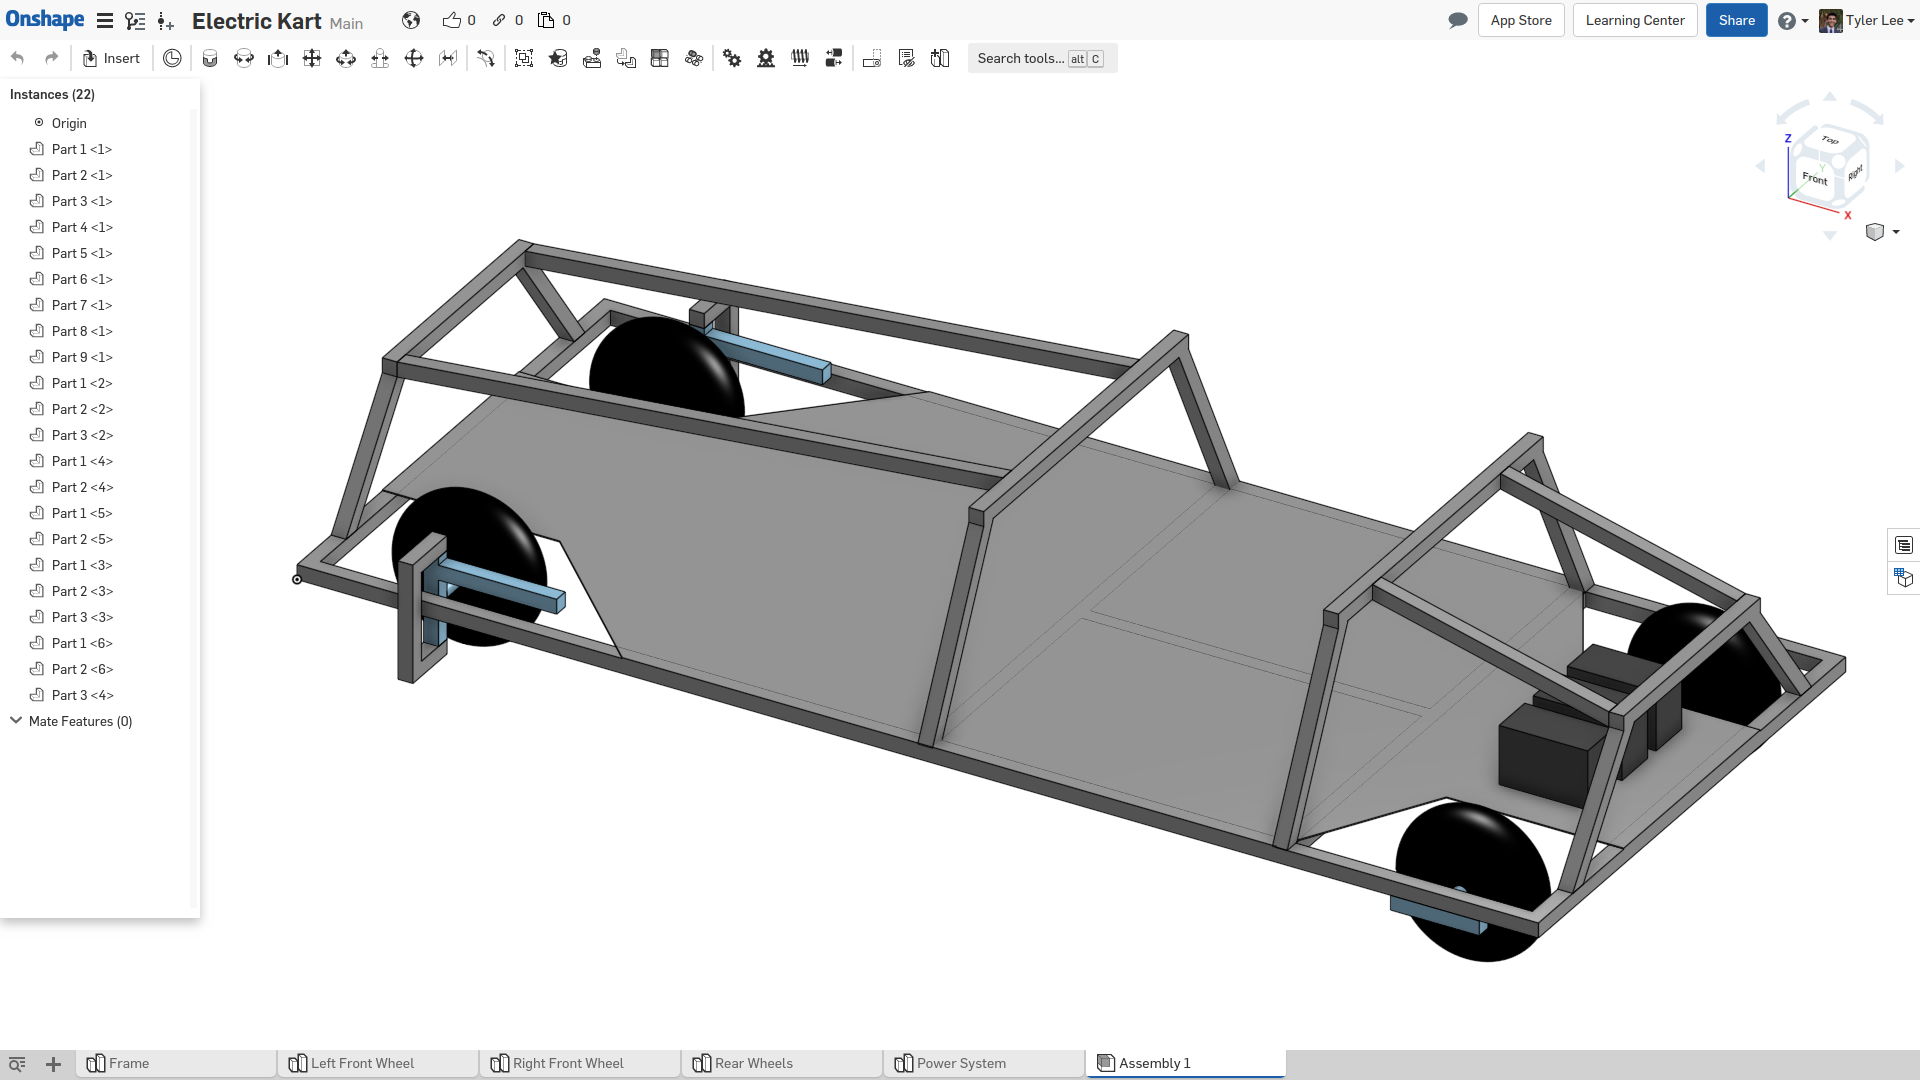 Onshape Electric Kart Main 0 0 0 App Store Learning Center Share Tyler Lee
Insert Search tools... alt C
Instances (22)
Origin
Part 1 <1>
Part 2 <1>
Part 3 <1>
Part 4 <1>
Part 5 <1>
Part 6 <1>
Part 7 <1>
Part 8 <1>
Part 9 <1>
Part 1 <2>
Part 2 <2>
Part 3 <2>
Part 1 <4>
Part 2 <4>
Part 1 <5>
Part 2 <5>
Part 1 <3>
Part 2 <3>
Part 3 <3>
Part 1 <6>
Part 2 <6>
Part 3 <4>
Mate Features (0)
Z
Top
Y
Front
Right
X
Frame Left Front Wheel Right Front Wheel Rear Wheels Power System Assembly 1